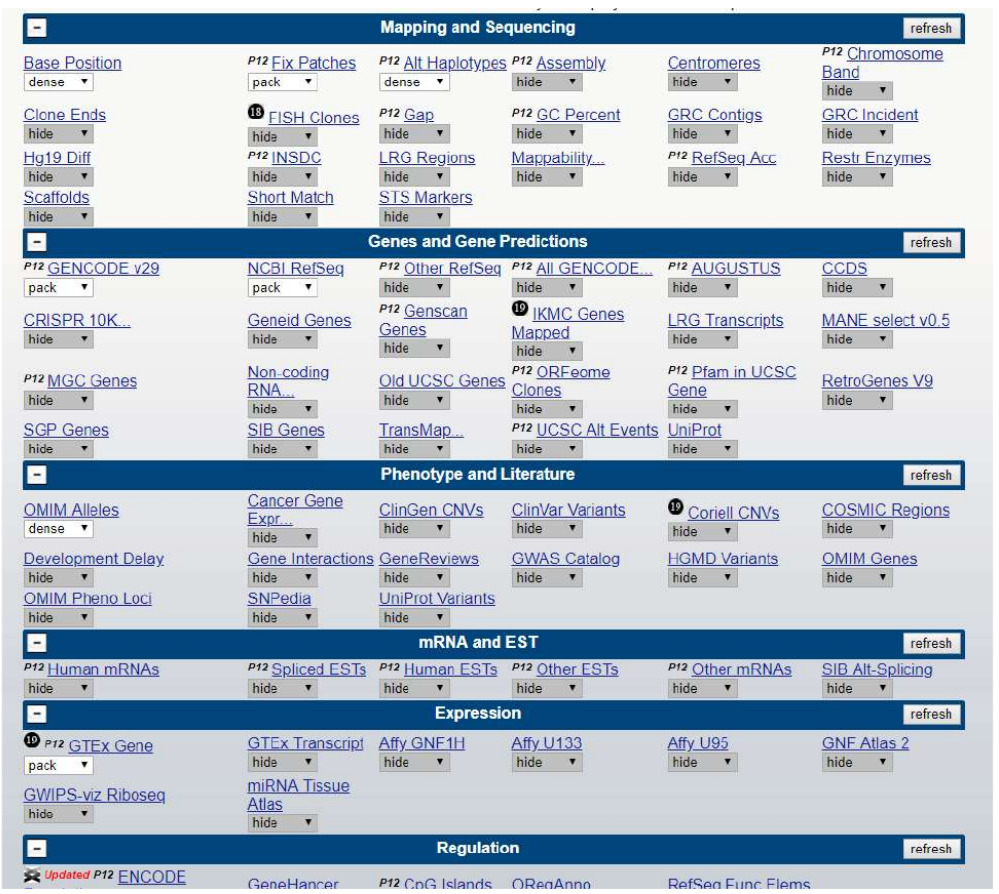 Mapping and Sequencing refresh
Base Position P12 Fix Patches P12 Alt Haplotypes P12 Assembly Centromeres P12 Chromosome Band
dense pack dense hide hide hide
Clone Ends 18 FISH Clones P12 Gap P12 GC Percent GRC Contigs GRC Incident
hide hide hide hide hide hide
Hg19 Diff P12 INSDC LRG Regions Mappability... P12 RefSeq Acc Restr Enzymes
hide hide hide hide hide hide
Scaffolds Short Match STS Markers
hide hide hide
Genes and Gene Predictions refresh
P12 GENCODE v29 NCBI RefSeq P12 Other RefSeq P12 All GENCODE... P12 AUGUSTUS CCDS
pack pack hide hide hide hide
CRISPR 10K... Geneid Genes P12 Genscan Genes 19 IKMC Genes Mapped LRG Transcripts MANE select v0.5
hide hide hide hide hide hide
P12 MGC Genes Non-coding RNA... Old UCSC Genes P12 ORFeome Clones P12 Pfam in UCSC Gene RetroGenes V9
hide hide hide hide hide hide
SGP Genes SIB Genes TransMap... P12 UCSC Alt Events UniProt
hide hide hide hide hide
Phenotype and Literature refresh
OMIM Alleles Cancer Gene Expr... ClinGen CNVs ClinVar Variants 19 Coriell CNVs COSMIC Regions
dense hide hide hide hide hide
Development Delay Gene Interactions GeneReviews GWAS Catalog HGMD Variants OMIM Genes
hide hide hide hide hide hide
OMIM Pheno Loci SNPedia UniProt Variants
hide hide hide
mRNA and EST refresh
P12 Human mRNAs P12 Spliced ESTs P12 Human ESTs P12 Other ESTs P12 Other mRNAs SIB Alt-Splicing
hide hide hide hide hide hide
Expression refresh
19 P12 GTEx Gene GTEx Transcript Affy GNF1H Affy U133 Affy U95 GNF Atlas 2
pack hide hide hide hide hide
GWIPS-viz Riboseq miRNA Tissue Atlas
hide hide
Regulation refresh
Updated P12 ENCODE GeneHancer P12 CpG Islands ORegAnno RefSeq Func Elems